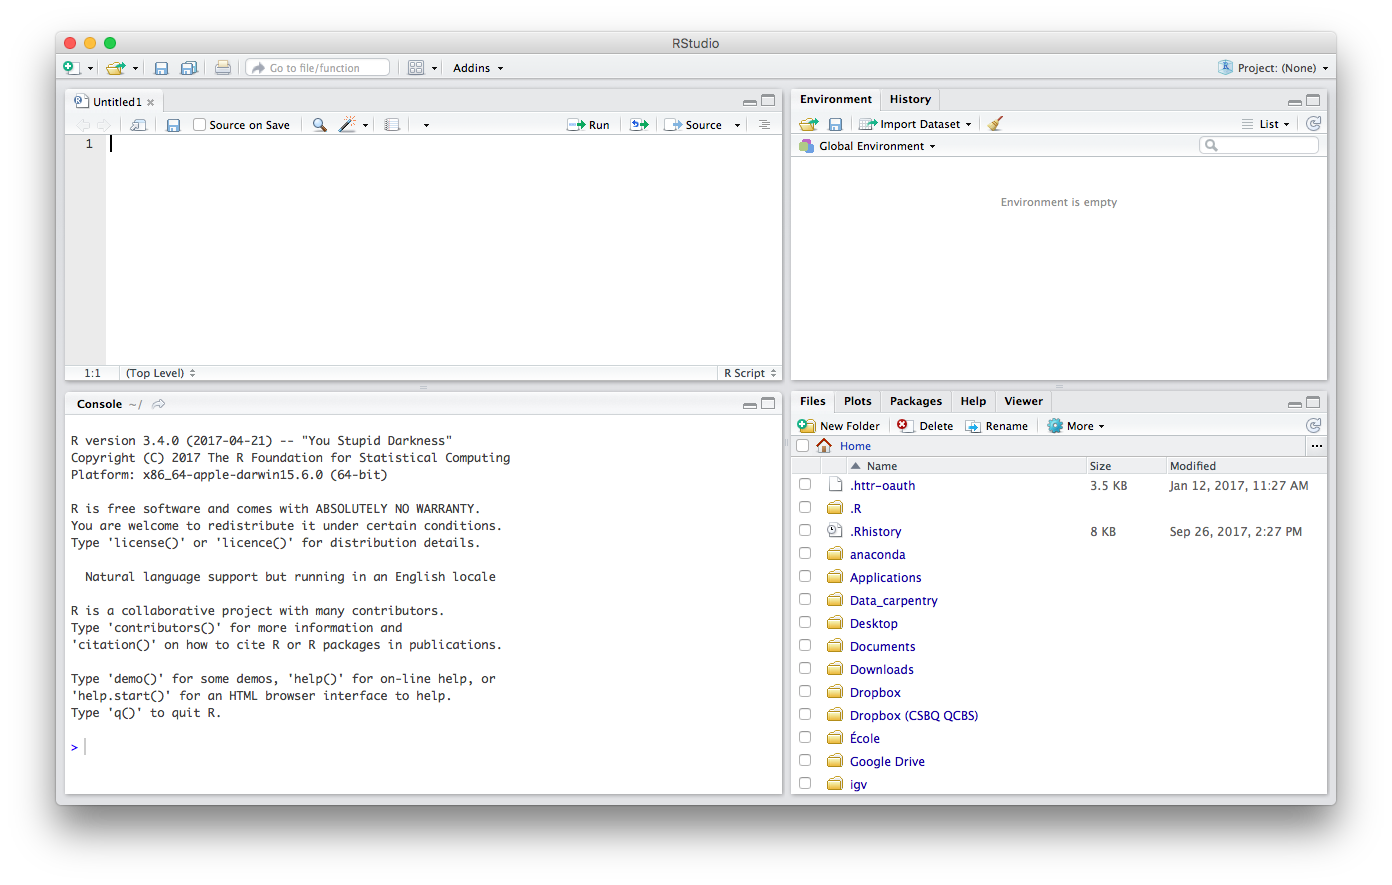 RStudio
Go to file/function
Addins
Project: (None)
Untitled1
Source on Save
Run
Source
1
1:1
(Top Level)
R Script
Console ~/
R version 3.4.0 (2017-04-21) -- "You Stupid Darkness"
Copyright (C) 2017 The R Foundation for Statistical Computing
Platform: x86_64-apple-darwin15.6.0 (64-bit)
R is free software and comes with ABSOLUTELY NO WARRANTY.
You are welcome to redistribute it under certain conditions.
Type 'license()' or 'licence()' for distribution details.
Natural language support but running in an English locale
R is a collaborative project with many contributors.
Type 'contributors()' for more information and
'citation()' on how to cite R or R packages in publications.
Type 'demo()' for some demos, 'help()' for on-line help, or
'help.start()' for an HTML browser interface to help.
Type 'q()' to quit R.
>
Environment History
Import Dataset
List
Global Environment
Environment is empty
Files Plots Packages Help Viewer
New Folder Delete Rename More
Home
...
Name Size Modified
.httr-oauth 3.5 KB Jan 12, 2017, 11:27 AM
.R
.Rhistory 8 KB Sep 26, 2017, 2:27 PM
anaconda
Applications
Data_carpentry
Desktop
Documents
Downloads
Dropbox
Dropbox (CSBQ QCBS)
École
Google Drive
igv